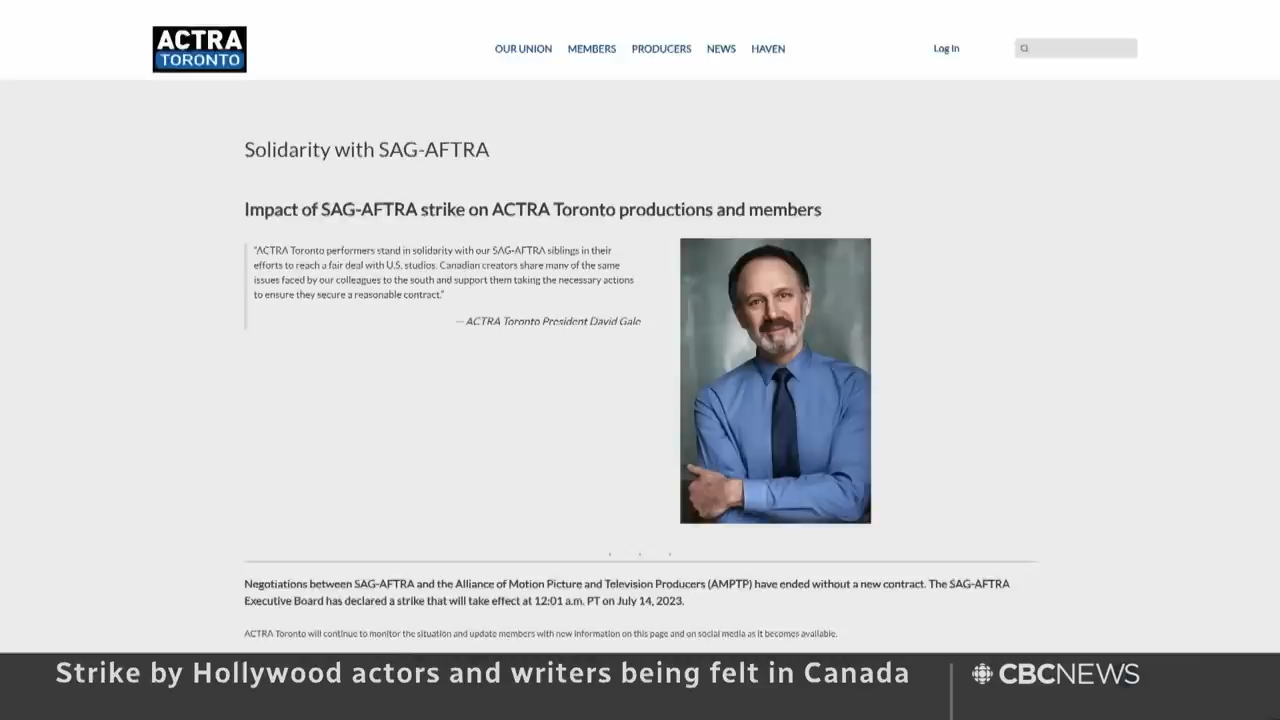 ACTRA
TORONTO
OUR UNION MEMBERS PRODUCERS NEWS HAVEN Log In
Solidarity with SAG-AFTRA
Impact of SAG-AFTRA strike on ACTRA Toronto productions and members
"ACTRA Toronto performers stand in solidarity with our SAG-AFTRA siblings in their
efforts to reach a fair deal with U.S. studios. Canadian creators share many of the same
issues faced by our colleagues to the south and support them taking the necessary actions
to ensure they secure a reasonable contract."
— ACTRA Toronto President David Gale
Negotiations between SAG-AFTRA and the Alliance of Motion Picture and Television Producers (AMPTP) have ended without a new contract. The SAG-AFTRA
Executive Board has declared a strike that will take effect at 12:01 a.m. PT on July 14, 2023.
ACTRA Toronto will continue to monitor the situation and update members with new information on this page and on social media as it becomes available.
Strike by Hollywood actors and writers being felt in Canada
CBCNEWS